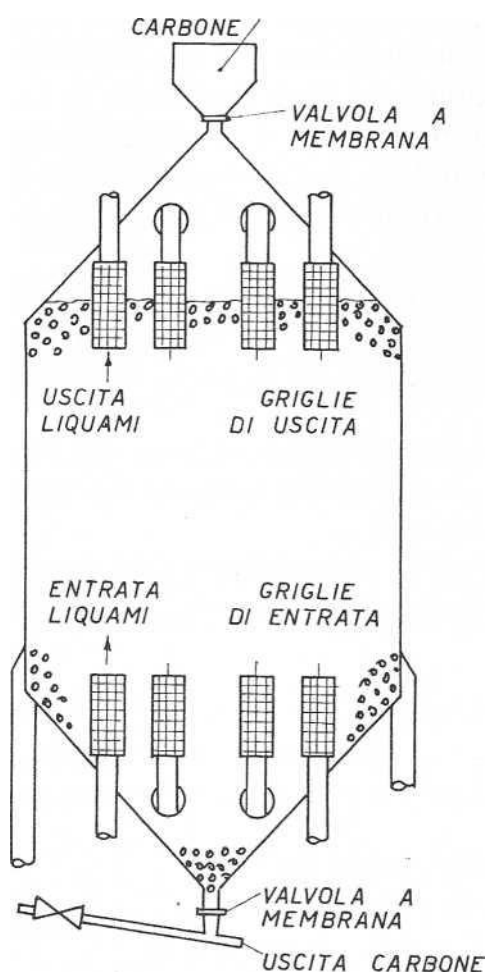 CARBONE
VALVOLA A
MEMBRANA
USCITA
LIQUAMI
GRIGLIE
DI USCITA
ENTRATA
LIQUAMI
GRIGLIE
DI ENTRATA
VALVOLA A
MEMBRANA
USCITA CARBONE